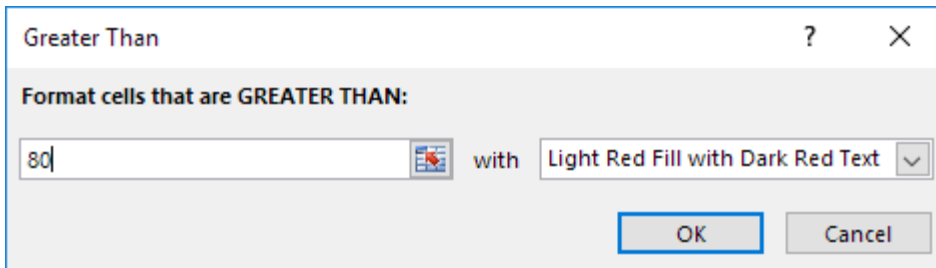 Greater Than ?
Format cells that are GREATER THAN:
80 with Light Red Fill with Dark Red Text
OK Cancel